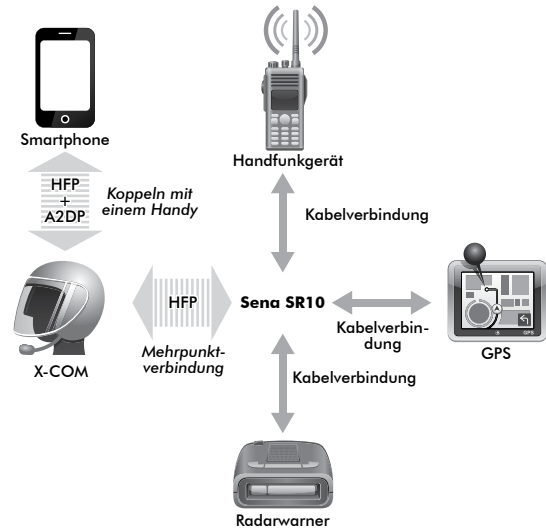 Smartphone
Handfunkgerät
HFP
+
A2DP
Koppeln mit
einem Handy
Kabelverbindung
X-COM
HFP
Mehrpunkt-
verbindung
Sena SR10
Kabelverbin-
dung
GPS
GPS
Kabelverbindung
Radarwarner